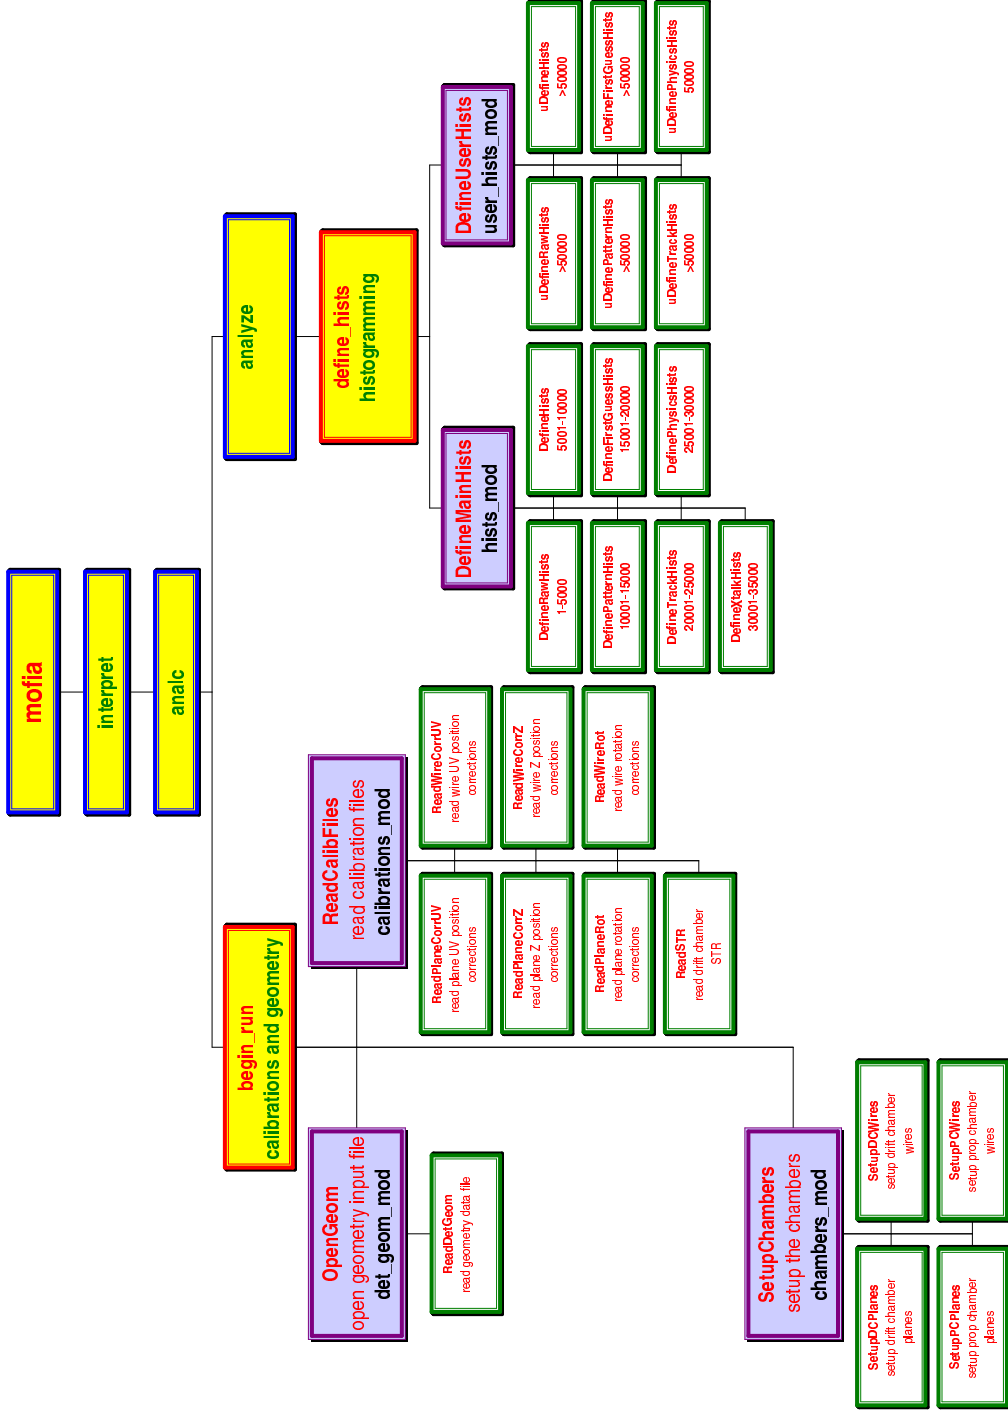 mofia
interpret
analc
begin_run
calibrations and geometry
analyze
OpenGeom
open geometry input file
det_geom_mod
ReadCalibFiles
read calibration files
calibrations_mod
define_hists
histogramming
ReadDetGeom
read geometry data file
ReadPlaneCorrUV
read plane UV position
corrections
ReadWireCorrUV
read wire UV position
corrections
ReadPlaneCorrZ
read plane Z position
corrections
ReadWireCorrZ
read wire Z position
corrections
ReadPlaneRot
read plane rotation
corrections
ReadWireRot
read wire rotation
corrections
ReadSTR
read drift chamber
STR
DefineMainHists
hists_mod
DefineUserHists
user_hists_mod
DefineRawHists
1-5000
DefineHists
5001-10000
DefinePatternHists
10001-15000
DefineFirstGuessHists
15001-20000
DefineTrackHists
20001-25000
DefinePhysicsHists
25001-30000
DefineXtalkHists
30001-35000
uDefineRawHists
>50000
uDefineHists
>50000
uDefinePatternHists
>50000
uDefineFirstGuessHists
>50000
uDefineTrackHists
>50000
uDefinePhysicsHists
50000
SetupChambers
setup the chambers
chambers_mod
SetupDCPlanes
setup drift chamber
planes
SetupDCWires
setup drift chamber
wires
SetupPCPlanes
setup prop chamber
planes
SetupPCWires
setup prop chamber
wires